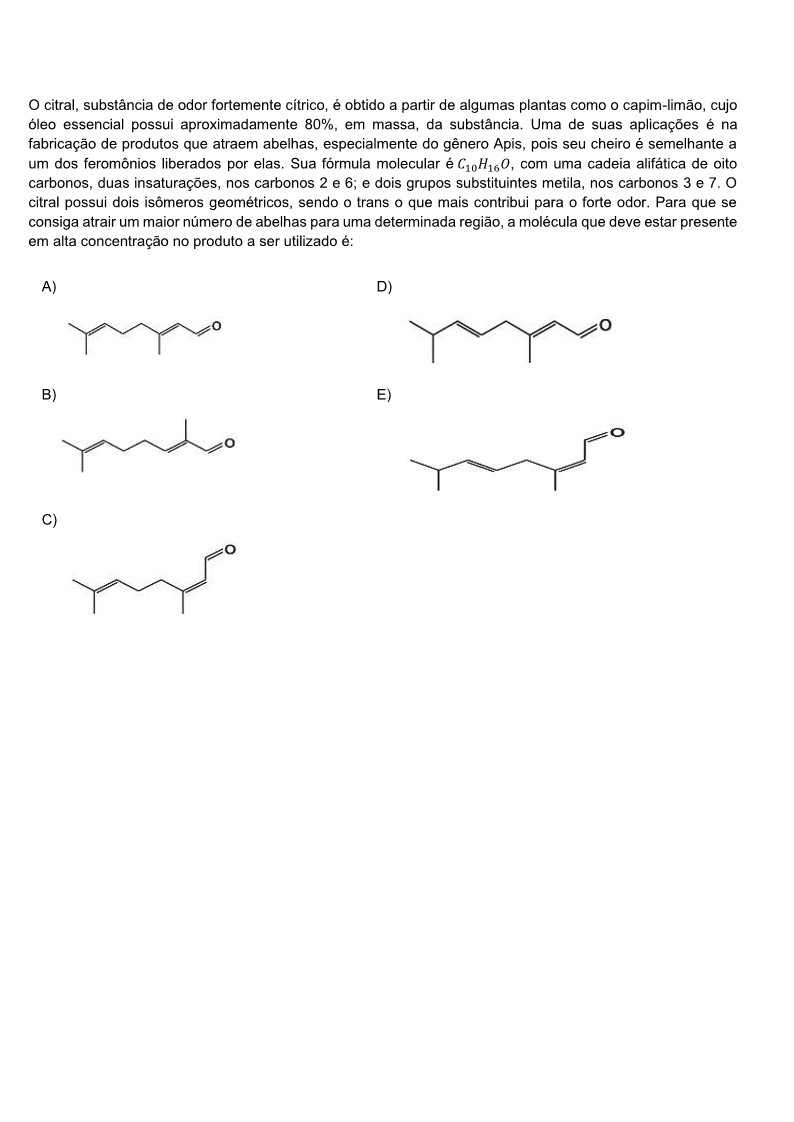 O citral, substância de odor fortemente cítrico, é obtido a partir de algumas plantas como o capim-limão, cujo
óleo essencial possui aproximadamente 80%, em massa, da substância. Uma de suas aplicações é na
fabricação de produtos que atraem abelhas, especialmente do gênero Apis, pois seu cheiro é semelhante a
um dos feromônios liberados por elas. Sua fórmula molecular é C₁₀H₁₆O, com uma cadeia alifática de oito
carbonos, duas insaturações, nos carbonos 2 e 6; e dois grupos substituintes metila, nos carbonos 3 e 7. O
citral possui dois isômeros geométricos, sendo o trans o que mais contribui para o forte odor. Para que se
consiga atrair um maior número de abelhas para uma determinada região, a molécula que deve estar presente
em alta concentração no produto a ser utilizado é:
A)
O
B)
O
C)
O
D)
O
E)
O